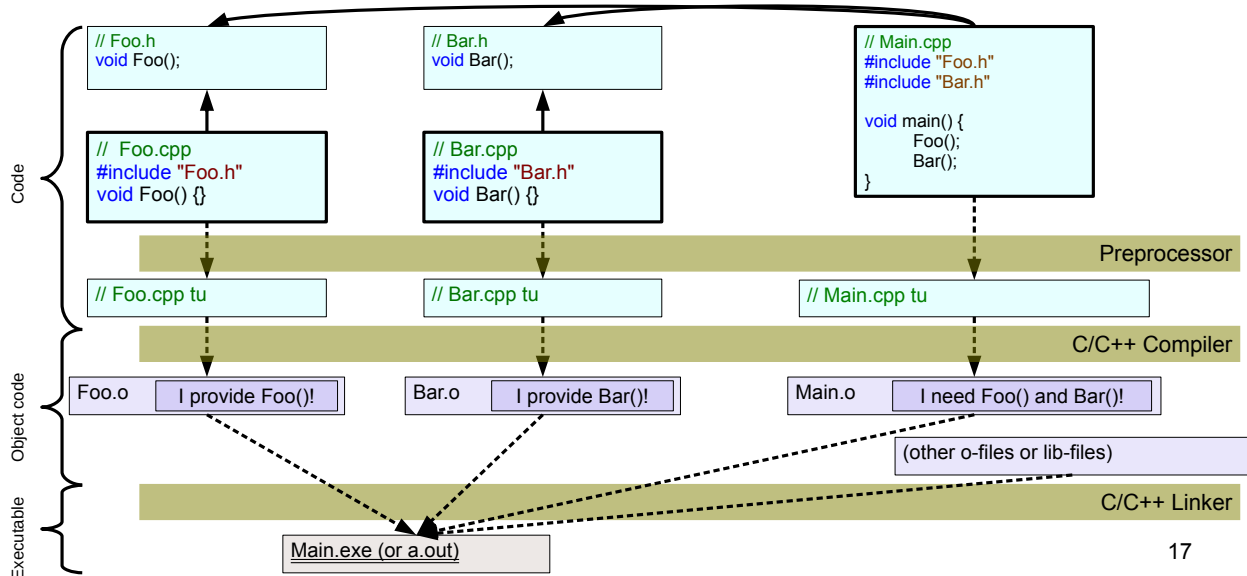 // Foo.h
void Foo();
// Bar.h
void Bar();
// Main.cpp
#include "Foo.h"
#include "Bar.h"
void main() {
Foo();
Bar();
}
// Foo.cpp
#include "Foo.h"
void Foo() {}
// Bar.cpp
#include "Bar.h"
void Bar() {}
Code
Preprocessor
// Foo.cpp tu
// Bar.cpp tu
// Main.cpp tu
C/C++ Compiler
Object code
Foo.o
I provide Foo()!
Bar.o
I provide Bar()!
Main.o
I need Foo() and Bar()!
(other o-files or lib-files)
C/C++ Linker
Executable
Main.exe (or a.out)
17